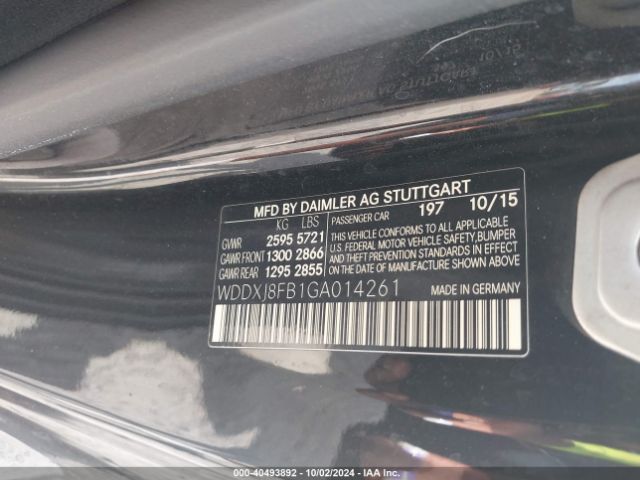 MFD BY DAIMLER AG STUTTGART
KG LBS
GVWR 2595 5721
GAWR FRONT 1300 2866
GAWR REAR 1295 2855
PASSENGER CAR 197 10/15
THIS VEHICLE CONFORMS TO ALL APPLICABLE
U.S. FEDERAL MOTOR VEHICLE SAFETY, BUMPER
AND THEFT PREVENTION STANDARDS IN EFFECT
ON THE DATE OF MANUFACTURE SHOWN ABOVE.
WDDXJ8FB1GA014261 MADE IN GERMANY
STOCK: 40493892 - 10/02/2024 - IAA Inc.